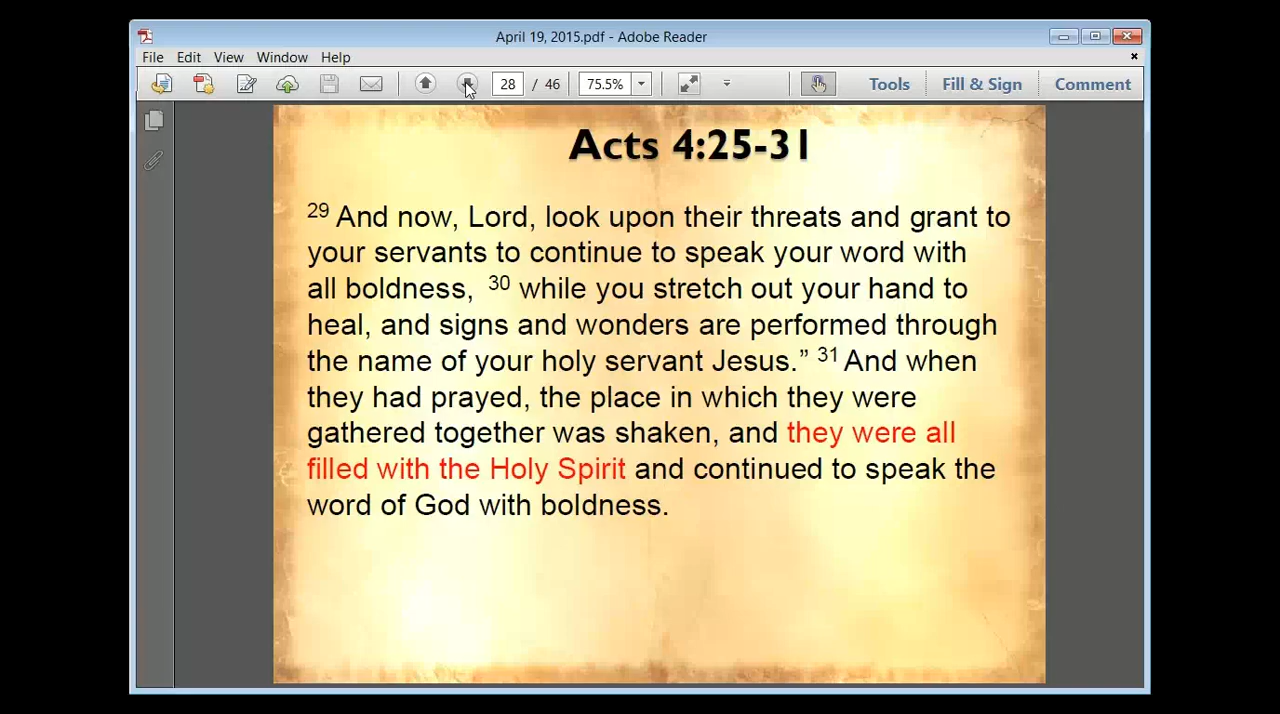 April 19, 2015.pdf - Adobe Reader
File Edit View Window Help
28 / 46 75.5% Tools Fill & Sign Comment
Acts 4:25-31
29 And now, Lord, look upon their threats and grant to
your servants to continue to speak your word with
all boldness, 30 while you stretch out your hand to
heal, and signs and wonders are performed through
the name of your holy servant Jesus.” 31 And when
they had prayed, the place in which they were
gathered together was shaken, and they were all
filled with the Holy Spirit and continued to speak the
word of God with boldness.